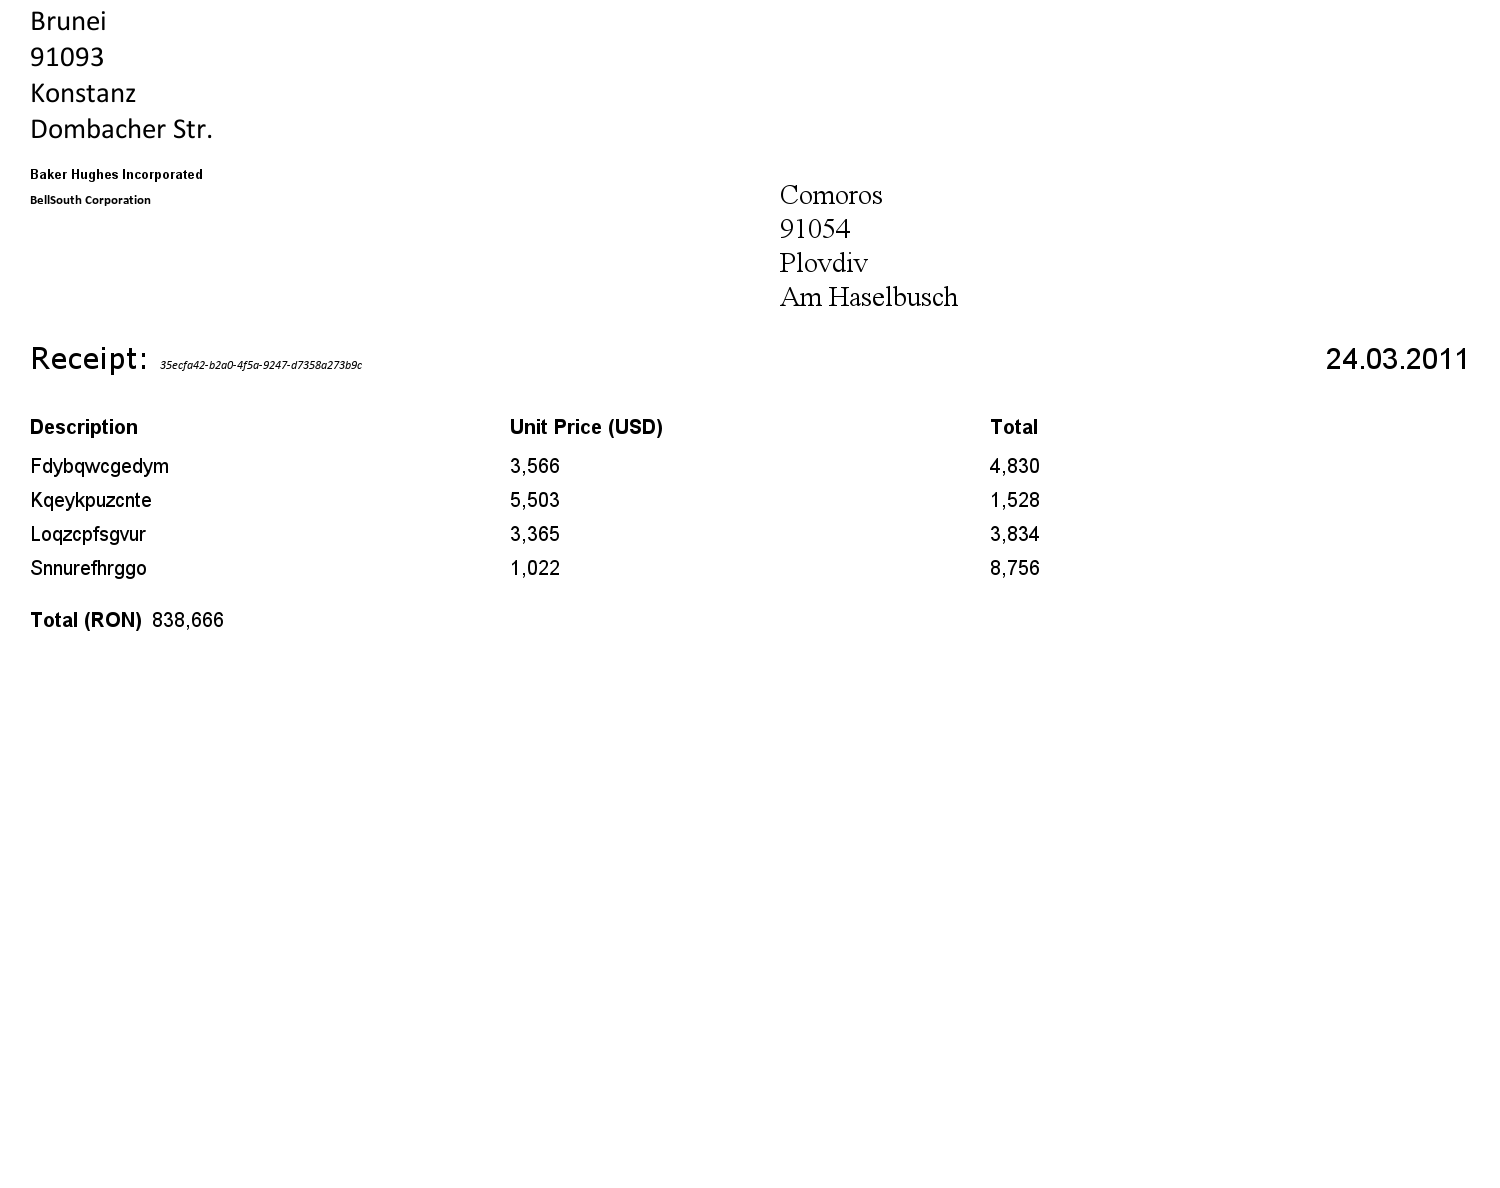 Brunei
91093
Konstanz
Dombacher Str.
Baker Hughes Incorporated
BellSouth Corporation
Comoros
91054
Plovdiv
Am Haselbusch
Receipt: 35ecfa42-b2a0-4f5a-9247-d7358a273b9c 24.03.2011
Description Unit Price (USD) Total
Fdybqwcgedym 3,566 4,830
Kqeykpuzcnte 5,503 1,528
Loqzcpfsgvur 3,365 3,834
Snnurefhrggo 1,022 8,756
Total (RON) 838,666